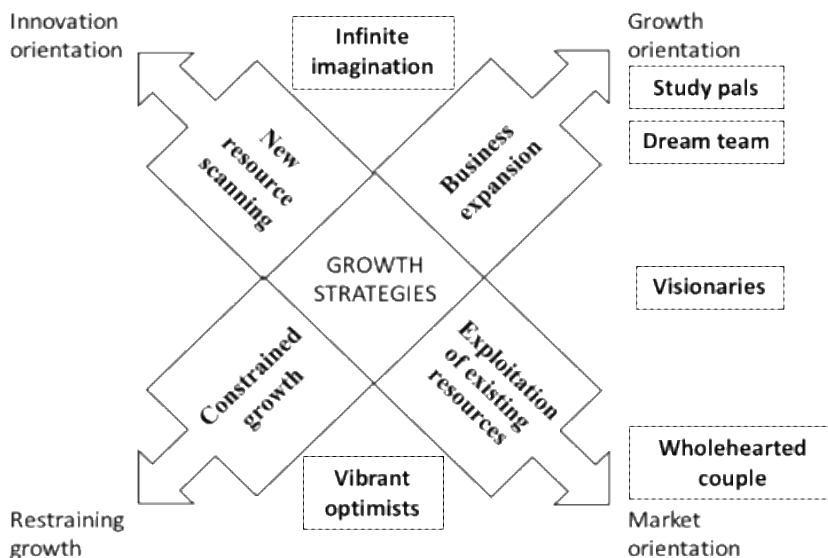 Innovation
orientation
Infinite
imagination
Growth
orientation
Study pals
Dream team
New
resource
scanning
Business
expansion
GROWTH
STRATEGIES
Visionaries
Constrained
growth
Exploitation
of existing
resources
Wholehearted
couple
Vibrant
optimists
Restraining
growth
Market
orientation